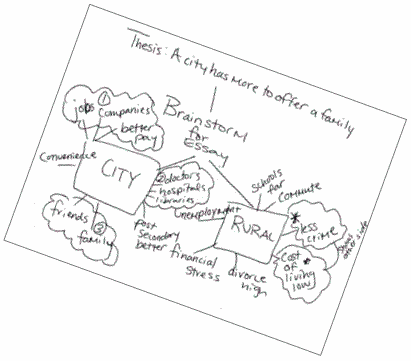 Thesis: A city has more to offer a family
Brainstorm
for
Essay
jobs ① companies
better
pay
Convenience
CITY
② doctors
hospitals
libraries
friends
③
family
Post
Secondary
better
Unemployment
RURAL
schools
far
commute
* less
crime
shows
other side
Cost *
of
living
low
financial
stress
divorce
high